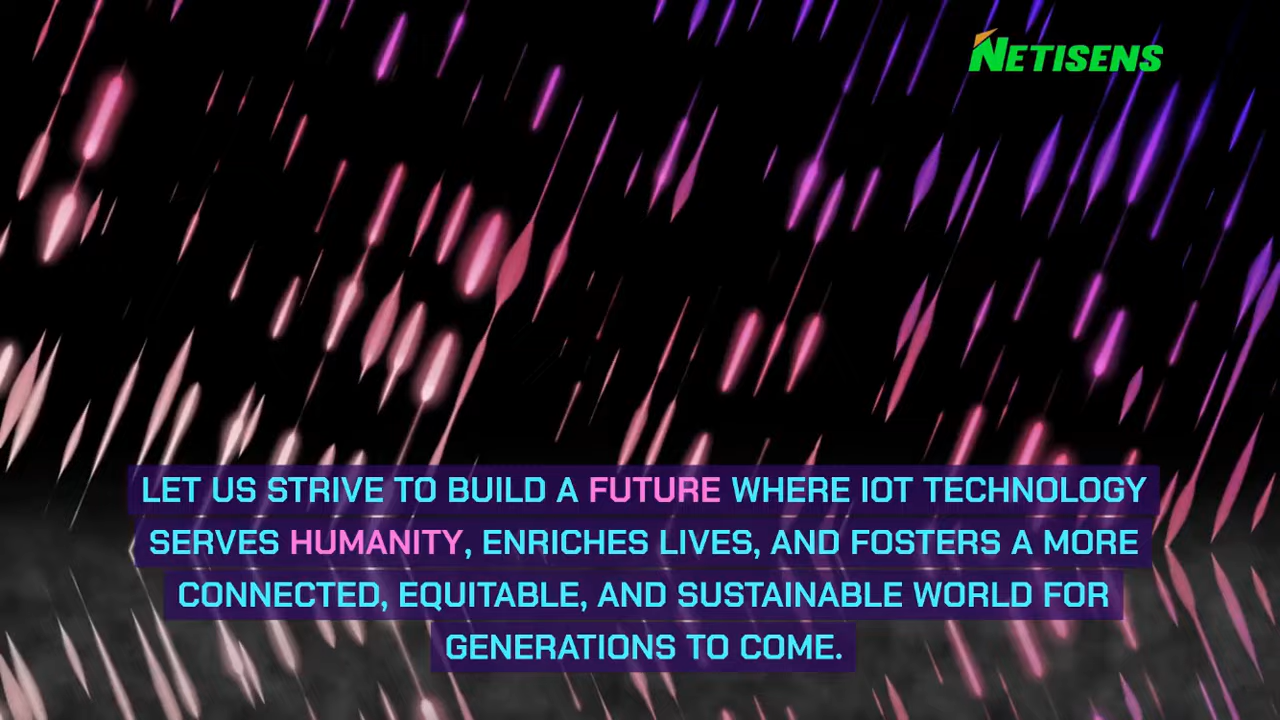 NETISENS
LET US STRIVE TO BUILD A FUTURE WHERE IOT TECHNOLOGY
SERVES HUMANITY, ENRICHES LIVES, AND FOSTERS A MORE
CONNECTED, EQUITABLE, AND SUSTAINABLE WORLD FOR
GENERATIONS TO COME.